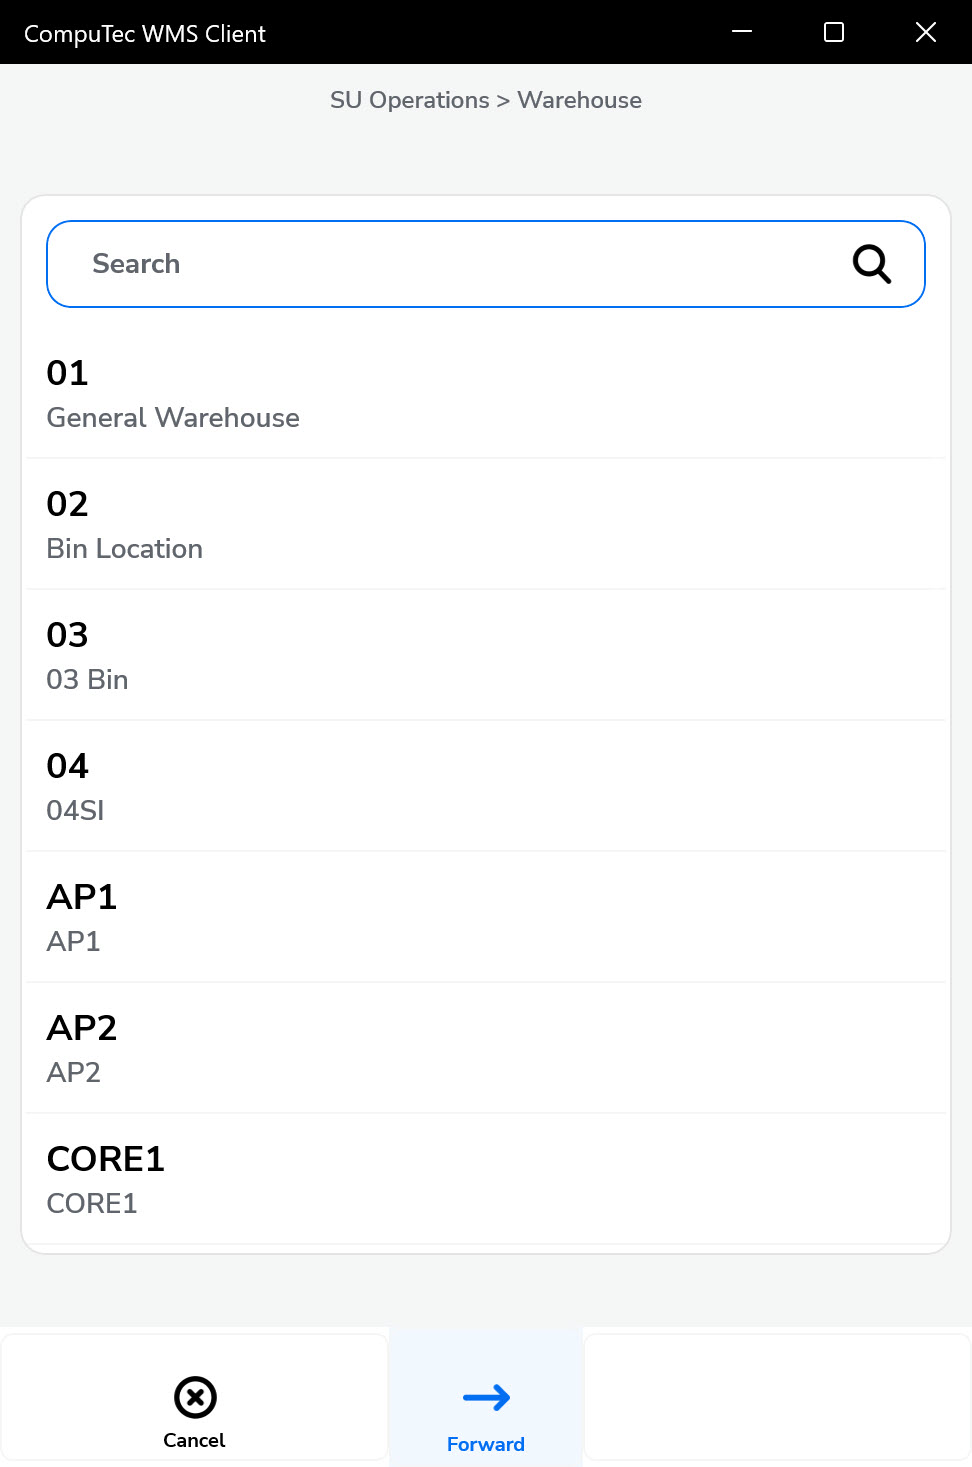 CompuTec WMS Client
SU Operations > Warehouse
Search
01
General Warehouse
02
Bin Location
03
03 Bin
04
04SI
AP1
AP1
AP2
AP2
CORE1
CORE1
Cancel
Forward